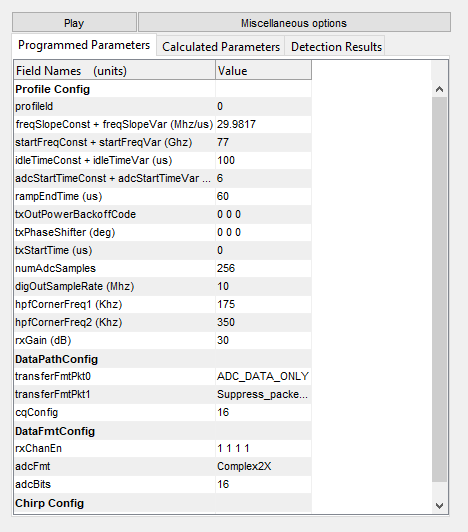 Play Miscellaneous options
Programmed Parameters Calculated Parameters Detection Results
Field Names (units) Value
Profile Config
profileId 0
freqSlopeConst + freqSlopeVar (Mhz/us) 29.9817
startFreqConst + startFreqVar (Ghz) 77
idleTimeConst + idleTimeVar (us) 100
adcStartTimeConst + adcStartTimeVar ... 6
rampEndTime (us) 60
txOutPowerBackoffCode 0 0 0
txPhaseShifter (deg) 0 0 0
txStartTime (us) 0
numAdcSamples 256
digOutSampleRate (Mhz) 10
hpfCornerFreq1 (Khz) 175
hpfCornerFreq2 (Khz) 350
rxGain (dB) 30
DataPathConfig
transferFmtPkt0 ADC_DATA_ONLY
transferFmtPkt1 Suppress_packe...
cqConfig 16
DataFmtConfig
rxChanEn 1 1 1 1
adcFmt Complex2X
adcBits 16
Chirp Config